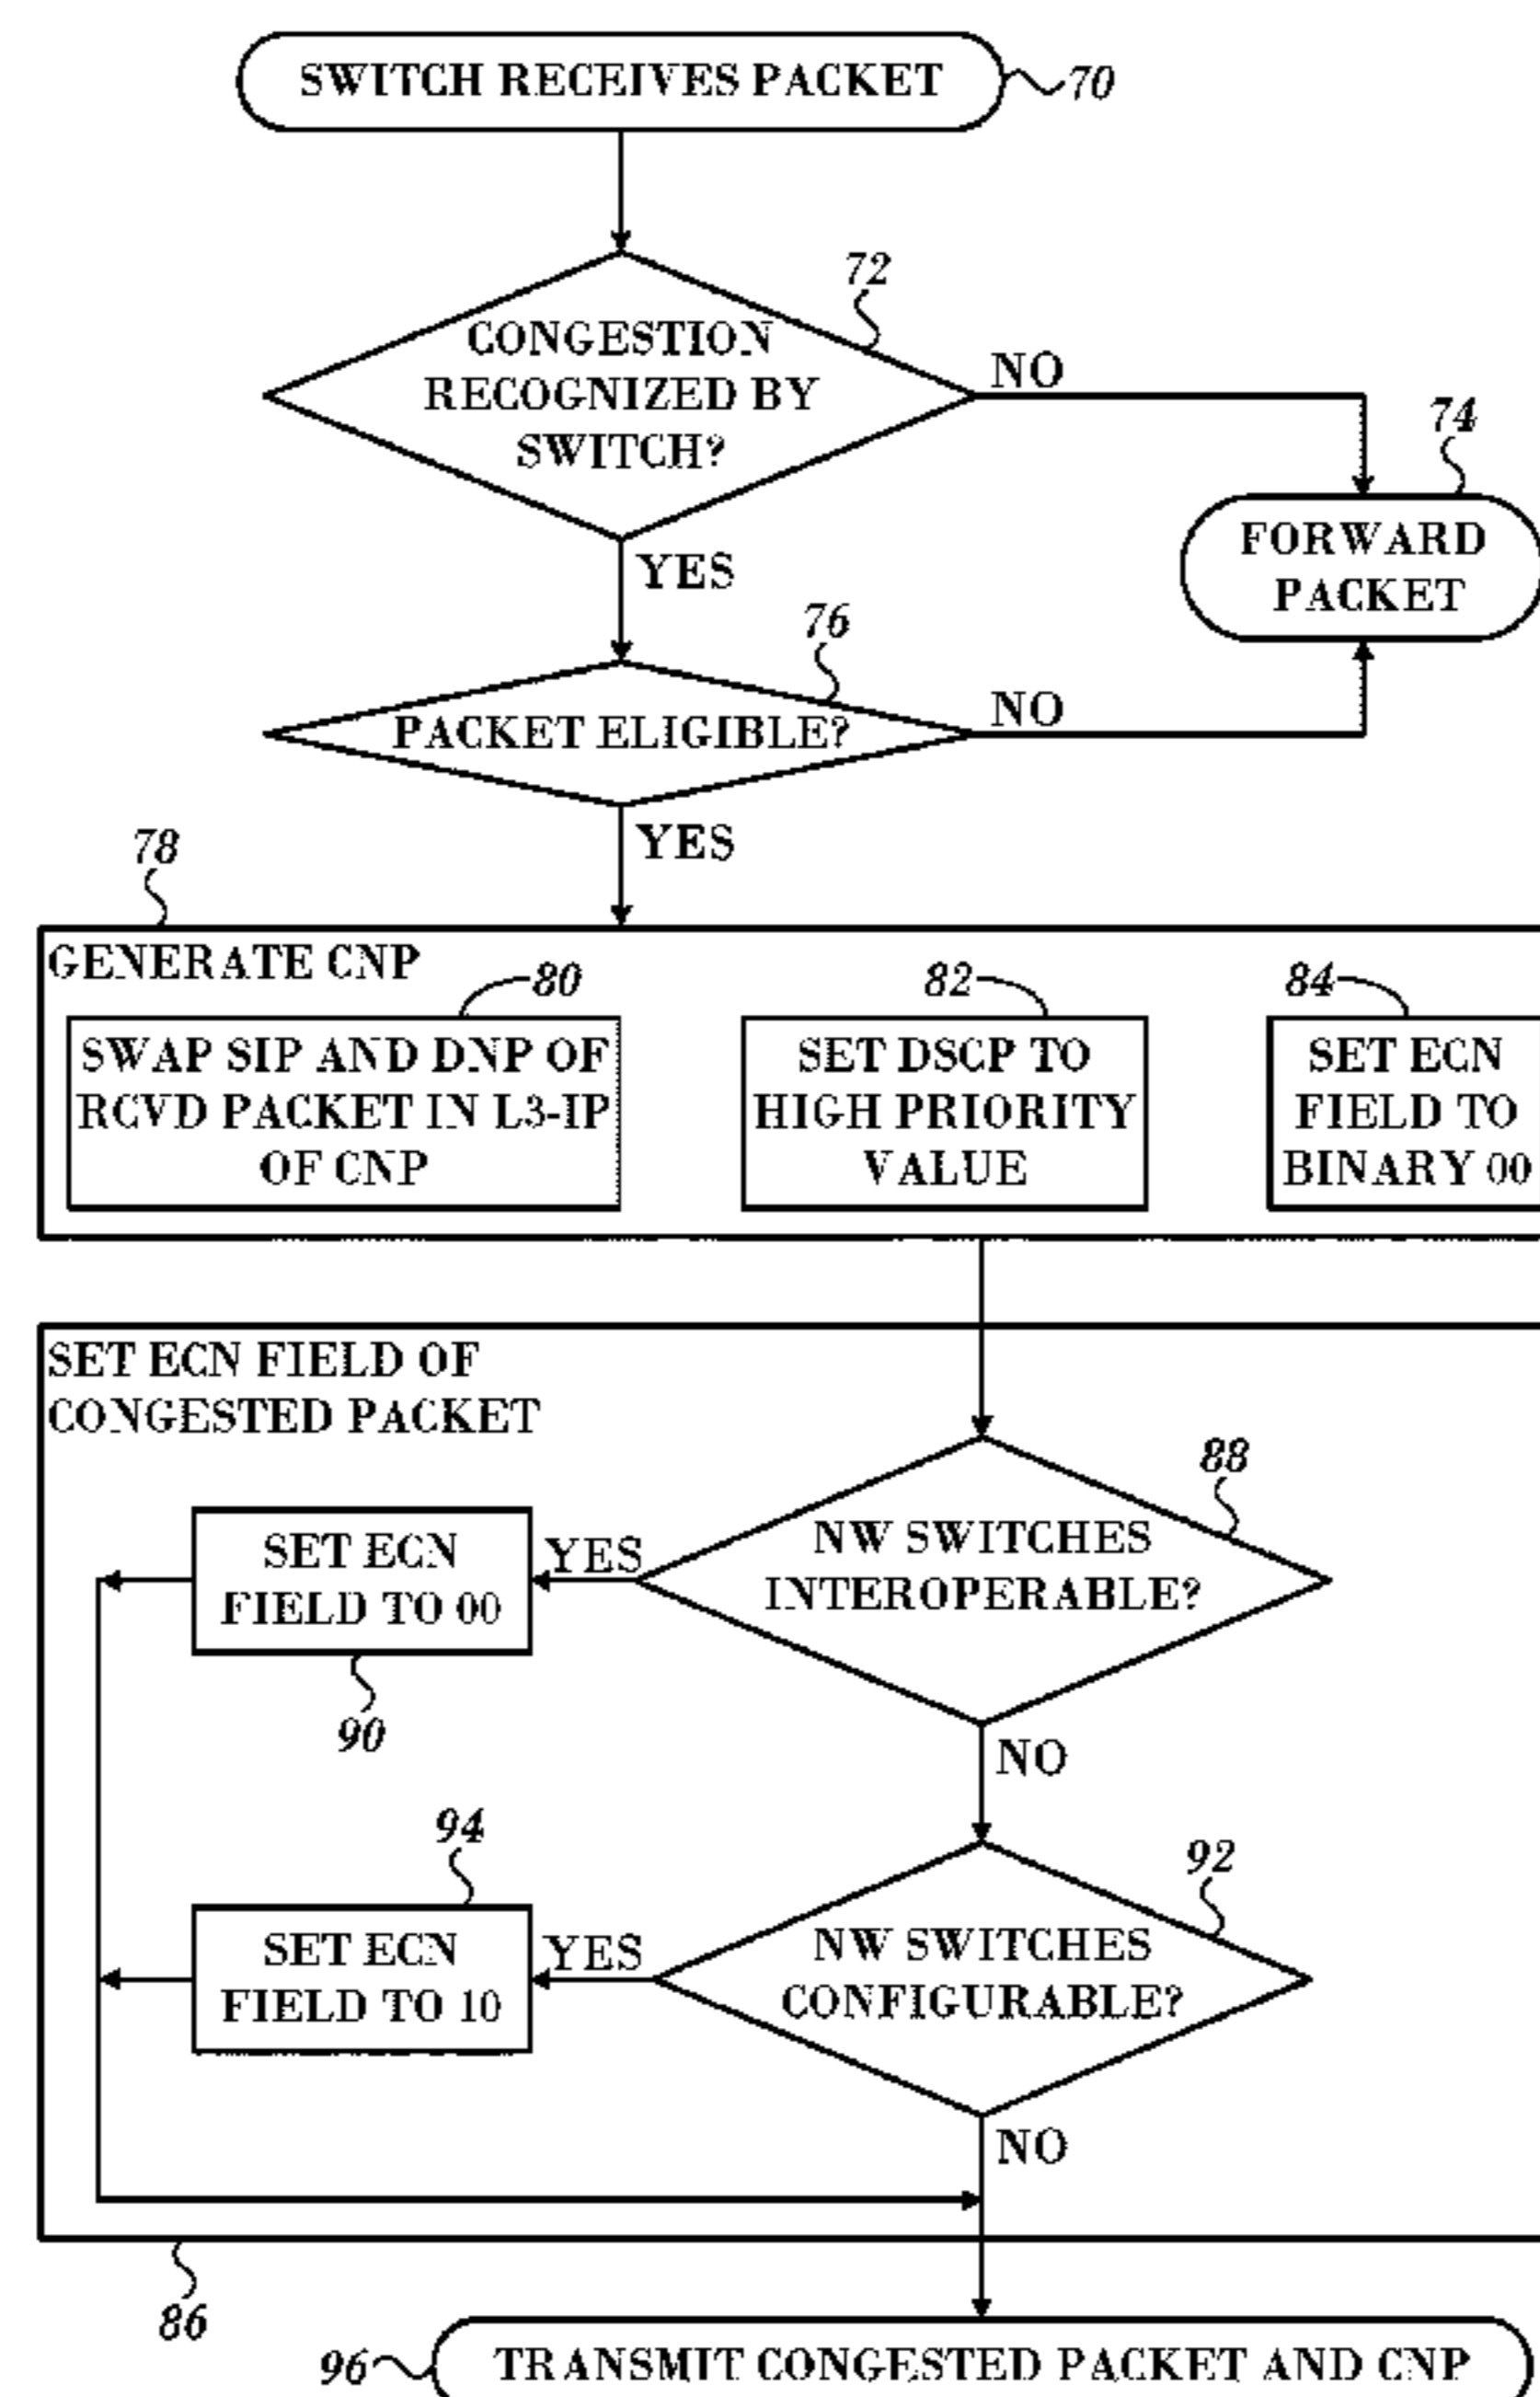 SWITCH RECEIVES PACKET
70
72
CONGESTION
RECOGNIZED BY
SWITCH?
NO
74
FORWARD
PACKET
YES
76
PACKET ELIGIBLE?
NO
YES
78
GENERATE CNP
80
82
84
SWAP SIP AND DNP OF
RCVD PACKET IN L3-IP
OF CNP
SET DSCP TO
HIGH PRIORITY
VALUE
SET ECN
FIELD TO
BINARY 00
SET ECN FIELD OF
CONGESTED PACKET
88
NW SWITCHES
INTEROPERABLE?
YES
SET ECN
FIELD TO 00
90
NO
94
92
NW SWITCHES
CONFIGURABLE?
YES
SET ECN
FIELD TO 10
NO
86
96
TRANSMIT CONGESTED PACKET AND CNP